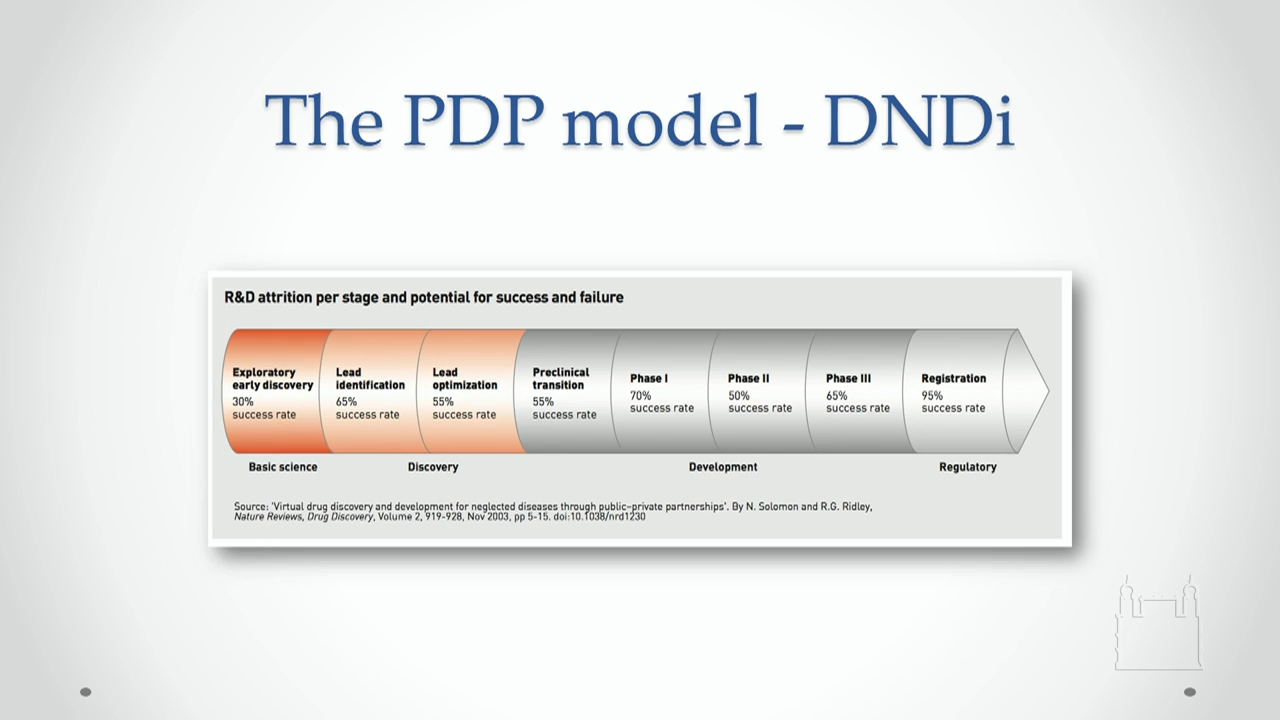 The PDP model - DNDi
R&D attrition per stage and potential for success and failure
Exploratory
early discovery
30%
success rate
Lead
identification
65%
success rate
Lead
optimization
55%
success rate
Preclinical
transition
55%
success rate
Phase I
70%
success rate
Phase II
50%
success rate
Phase III
65%
success rate
Registration
95%
success rate
Basic science
Discovery
Development
Regulatory
Source: 'Virtual drug discovery and development for neglected diseases through public–private partnerships'. By N. Solomon and R.G. Ridley,
Nature Reviews, Drug Discovery, Volume 2, 919-928, Nov 2003, pp 5-15. doi:10.1038/nrd1230